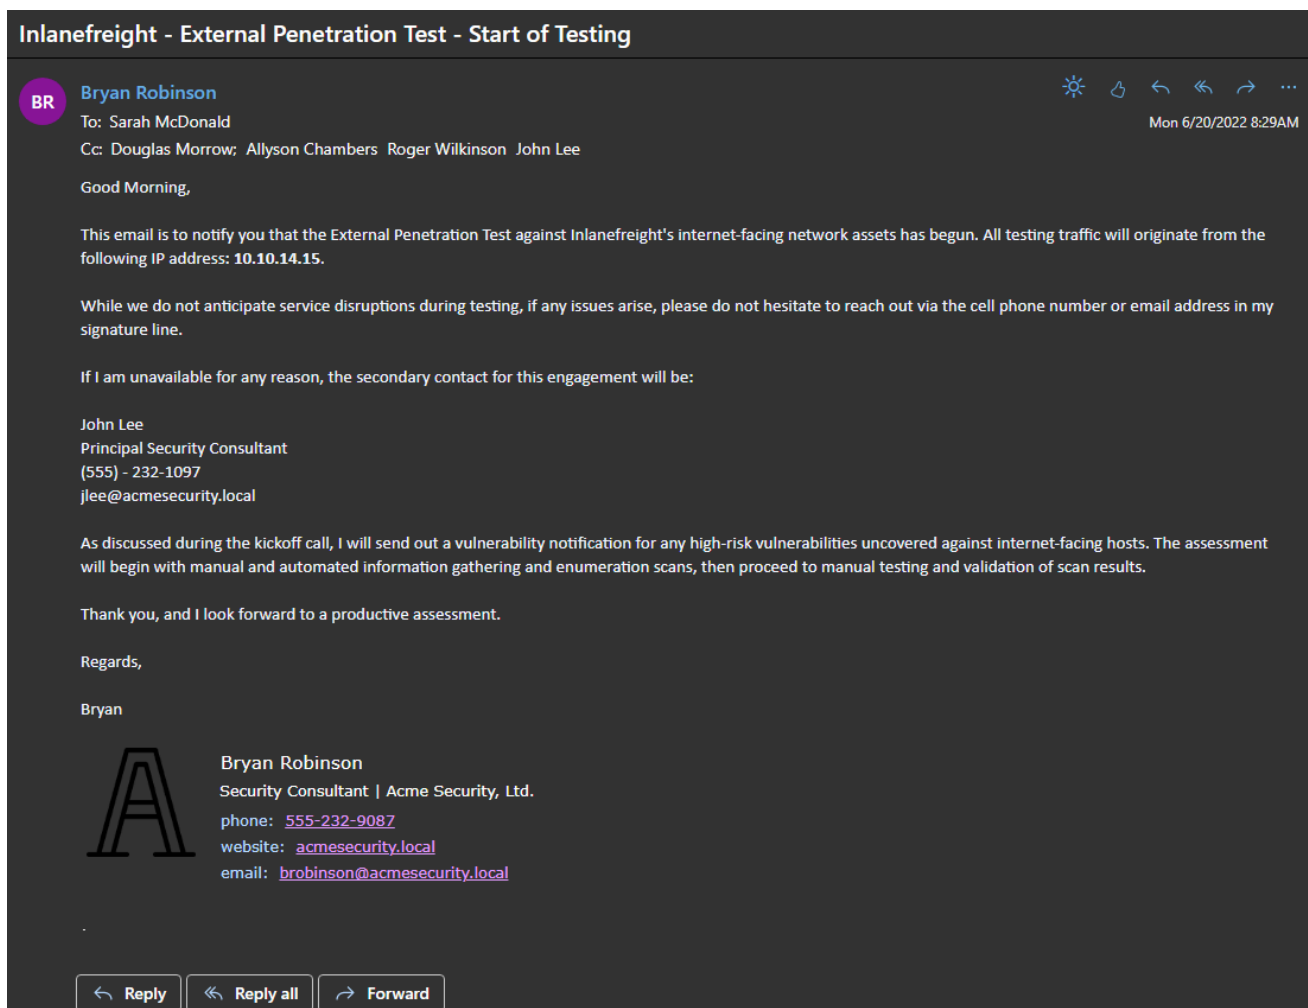 Inlanefreight - External Penetration Test - Start of Testing
BR
Bryan Robinson
To: Sarah McDonald
Mon 6/20/2022 8:29AM
Cc: Douglas Morrow; Allyson Chambers Roger Wilkinson John Lee
Good Morning,
This email is to notify you that the External Penetration Test against Inlanefreight's internet-facing network assets has begun. All testing traffic will originate from the
following IP address: 10.10.14.15.
While we do not anticipate service disruptions during testing, if any issues arise, please do not hesitate to reach out via the cell phone number or email address in my
signature line.
If I am unavailable for any reason, the secondary contact for this engagement will be:
John Lee
Principal Security Consultant
(555) - 232-1097
jlee@acmesecurity.local
As discussed during the kickoff call, I will send out a vulnerability notification for any high-risk vulnerabilities uncovered against internet-facing hosts. The assessment
will begin with manual and automated information gathering and enumeration scans, then proceed to manual testing and validation of scan results.
Thank you, and I look forward to a productive assessment.
Regards,
Bryan
A
Bryan Robinson
Security Consultant | Acme Security, Ltd.
phone: 555-232-9087
website: acmesecurity.local
email: brobinson@acmesecurity.local
.
Reply
Reply all
Forward